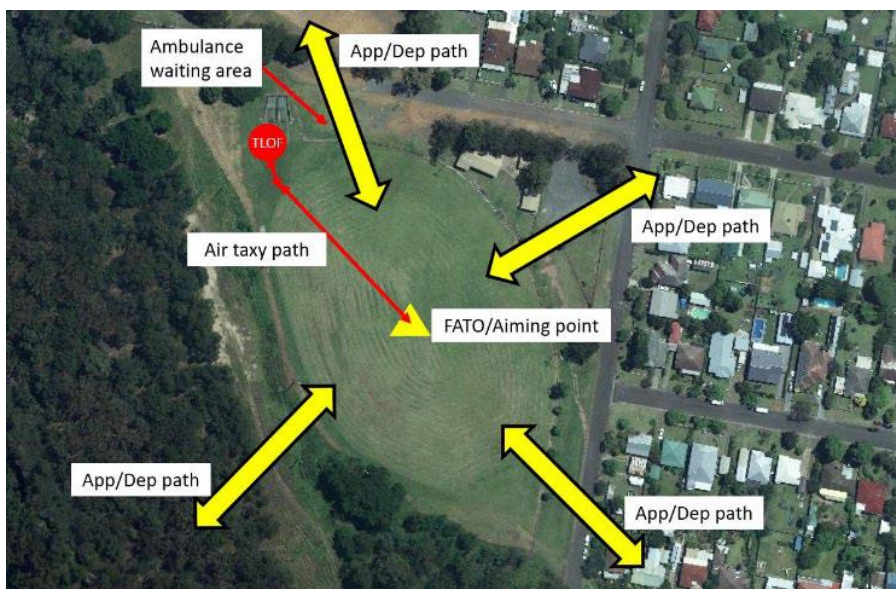 Ambulance
waiting area
App/Dep path
TLOF
App/Dep path
Air taxy path
FATO/Aiming point
App/Dep path
App/Dep path